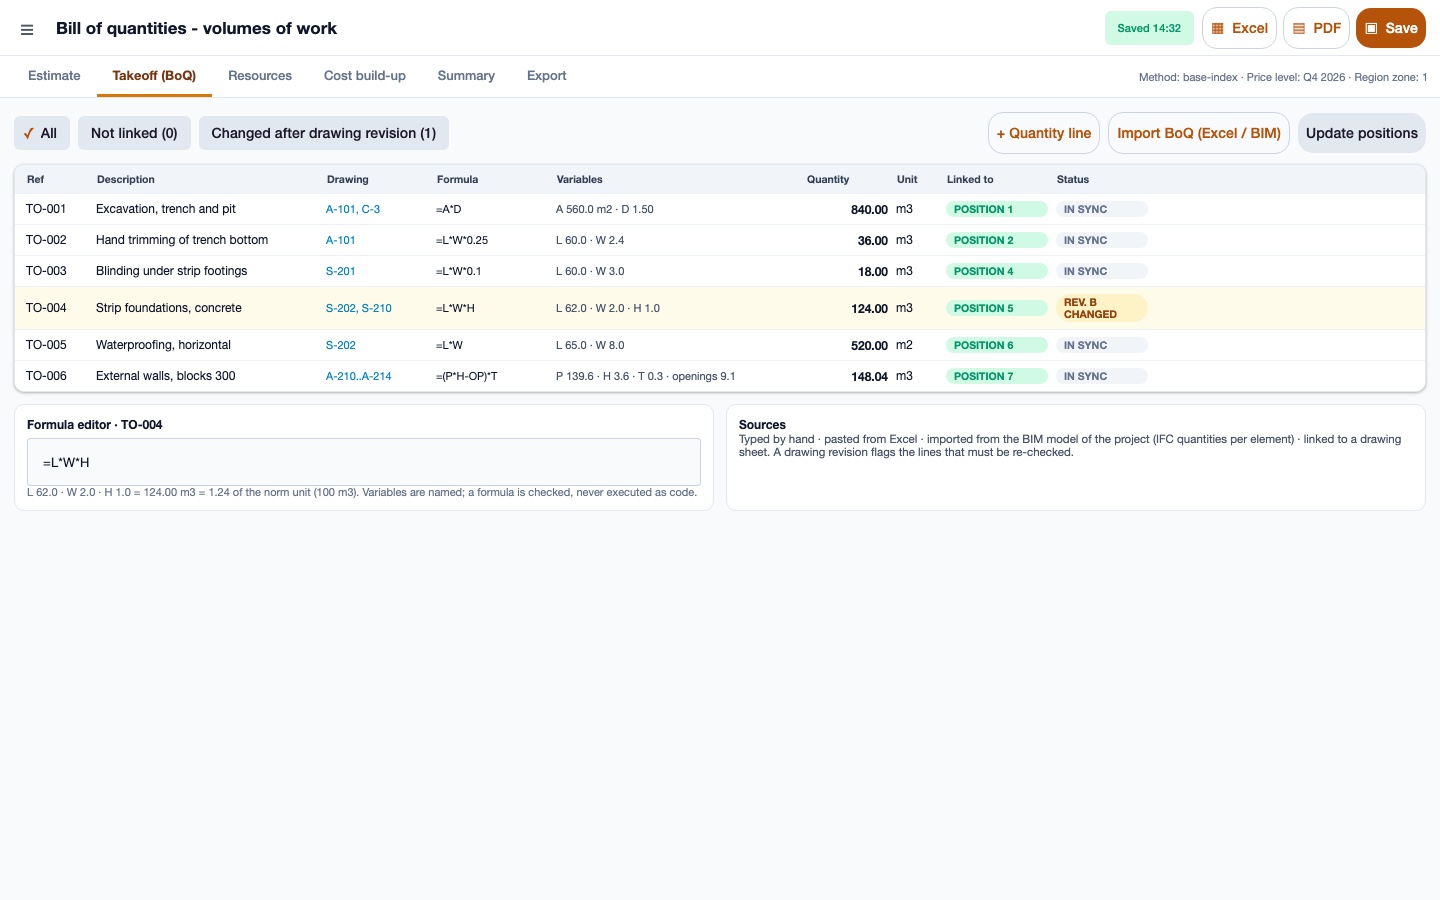 Bill of quantities - volumes of work
Saved 14:32
Excel
PDF
Save
Estimate
Takeoff (BoQ)
Resources
Cost build-up
Summary
Export
Method: base-index · Price level: Q4 2026 · Region zone: 1
✓ All
Not linked (0)
Changed after drawing revision (1)
+ Quantity line
Import BoQ (Excel / BIM)
Update positions
Ref Description Drawing Formula Variables Quantity Unit Linked to Status
TO-001 Excavation, trench and pit A-101, C-3 =A*D A 560.0 m2 · D 1.50 840.00 m3 POSITION 1 IN SYNC
TO-002 Hand trimming of trench bottom A-101 =L*W*0.25 L 60.0 · W 2.4 36.00 m3 POSITION 2 IN SYNC
TO-003 Blinding under strip footings S-201 =L*W*0.1 L 60.0 · W 3.0 18.00 m3 POSITION 4 IN SYNC
TO-004 Strip foundations, concrete S-202, S-210 =L*W*H L 62.0 · W 2.0 · H 1.0 124.00 m3 POSITION 5 REV. B CHANGED
TO-005 Waterproofing, horizontal S-202 =L*W L 65.0 · W 8.0 520.00 m2 POSITION 6 IN SYNC
TO-006 External walls, blocks 300 A-210..A-214 =(P*H-OP)*T P 139.6 · H 3.6 · T 0.3 · openings 9.1 148.04 m3 POSITION 7 IN SYNC
Formula editor · TO-004
=L*W*H
L 62.0 · W 2.0 · H 1.0 = 124.00 m3 = 1.24 of the norm unit (100 m3). Variables are named; a formula is checked, never executed as code.
Sources
Typed by hand · pasted from Excel · imported from the BIM model of the project (IFC quantities per element) · linked to a drawing
sheet. A drawing revision flags the lines that must be re-checked.